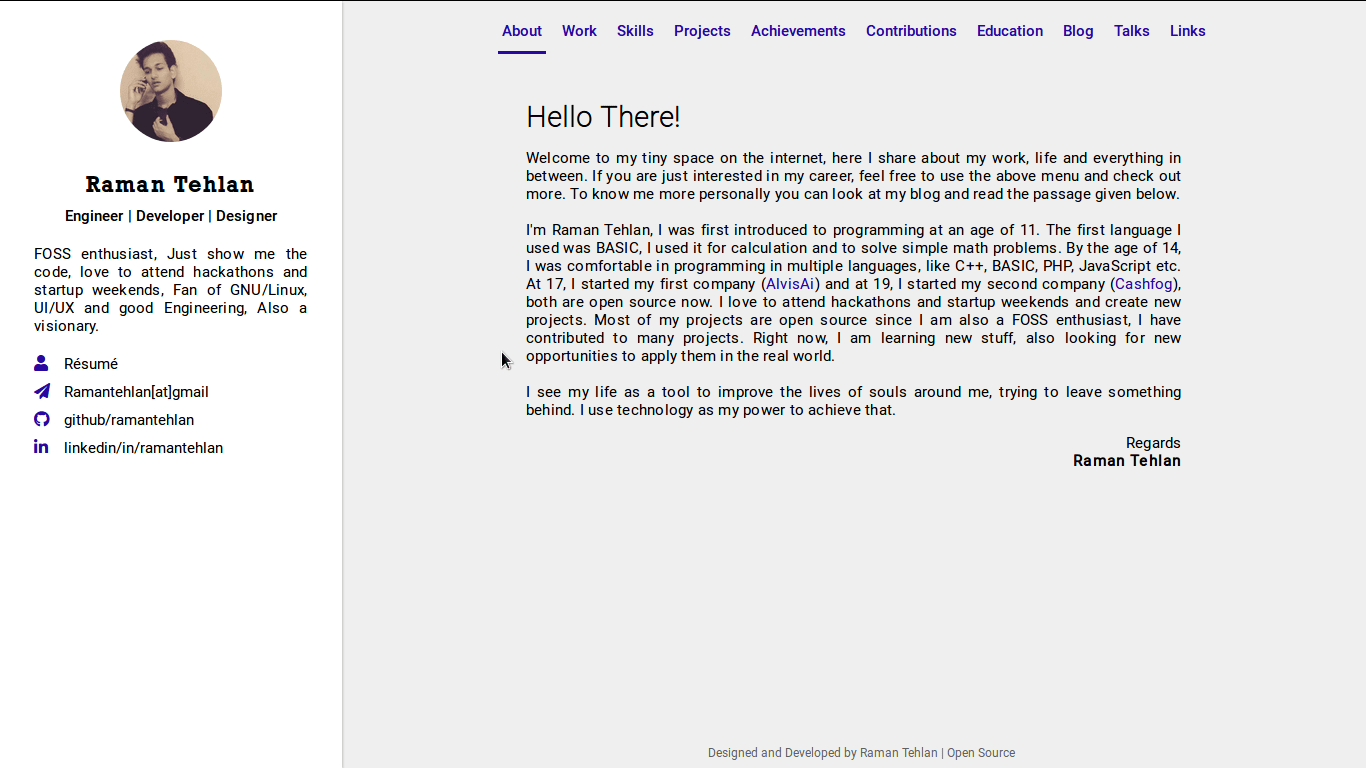 Raman Tehlan
Engineer | Developer | Designer
FOSS enthusiast, Just show me the
code, love to attend hackathons and
startup weekends, Fan of GNU/Linux,
UI/UX and good Engineering, Also a
visionary.
Résumé
Ramantehlan[at]gmail
github/ramantehlan
linkedin/in/ramantehlan
About Work Skills Projects Achievements Contributions Education Blog Talks Links
Hello There!
Welcome to my tiny space on the internet, here I share about my work, life and everything in
between. If you are just interested in my career, feel free to use the above menu and check out
more. To know me more personally you can look at my blog and read the passage given below.
I'm Raman Tehlan, I was first introduced to programming at an age of 11. The first language I
used was BASIC, I used it for calculation and to solve simple math problems. By the age of 14,
I was comfortable in programming in multiple languages, like C++, BASIC, PHP, JavaScript etc.
At 17, I started my first company (AlvisAi) and at 19, I started my second company (Cashfog),
both are open source now. I love to attend hackathons and startup weekends and create new
projects. Most of my projects are open source since I am also a FOSS enthusiast, I have
contributed to many projects. Right now, I am learning new stuff, also looking for new
opportunities to apply them in the real world.
I see my life as a tool to improve the lives of souls around me, trying to leave something
behind. I use technology as my power to achieve that.
Regards
Raman Tehlan
Designed and Developed by Raman Tehlan | Open Source